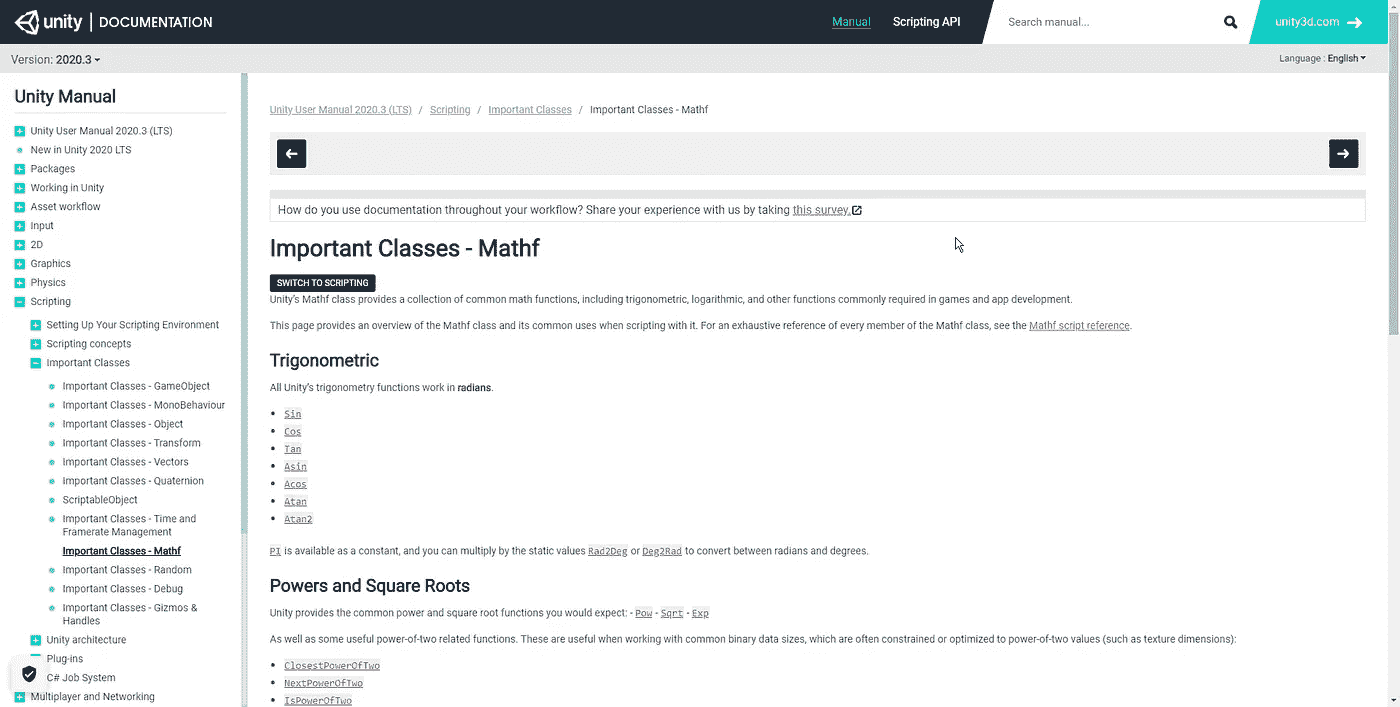 unity | DOCUMENTATION
Manual
Scripting API
Search manual...
unity3d.com
Version: 2020.3
Language : English
Unity Manual
Unity User Manual 2020.3 (LTS)
New in Unity 2020 LTS
Packages
Working in Unity
Asset workflow
Input
2D
Graphics
Physics
Scripting
Setting Up Your Scripting Environment
Scripting concepts
Important Classes
Important Classes - GameObject
Important Classes - MonoBehaviour
Important Classes - Object
Important Classes - Transform
Important Classes - Vectors
Important Classes - Quaternion
ScriptableObject
Important Classes - Time and
Framerate Management
Important Classes - Mathf
Important Classes - Random
Important Classes - Debug
Important Classes - Gizmos &
Handles
Unity architecture
Plug-ins
C# Job System
Multiplayer and Networking
Unity User Manual 2020.3 (LTS) / Scripting / Important Classes / Important Classes - Mathf
How do you use documentation throughout your workflow? Share your experience with us by taking this survey.
Important Classes - Mathf
SWITCH TO SCRIPTING
Unity's Mathf class provides a collection of common math functions, including trigonometric, logarithmic, and other functions commonly required in games and app development.
This page provides an overview of the Mathf class and its common uses when scripting with it. For an exhaustive reference of every member of the Mathf class, see the Mathf script reference.
Trigonometric
All Unity's trigonometry functions work in radians.
Sin
Cos
Tan
Asin
Acos
Atan
Atan2
PI is available as a constant, and you can multiply by the static values Rad2Deg or Deg2Rad to convert between radians and degrees.
Powers and Square Roots
Unity provides the common power and square root functions you would expect: - Pow - Sqrt - Exp
As well as some useful power-of-two related functions. These are useful when working with common binary data sizes, which are often constrained or optimized to power-of-two values (such as texture dimensions):
ClosestPowerOfTwo
NextPowerOfTwo
IsPowerOfTwo